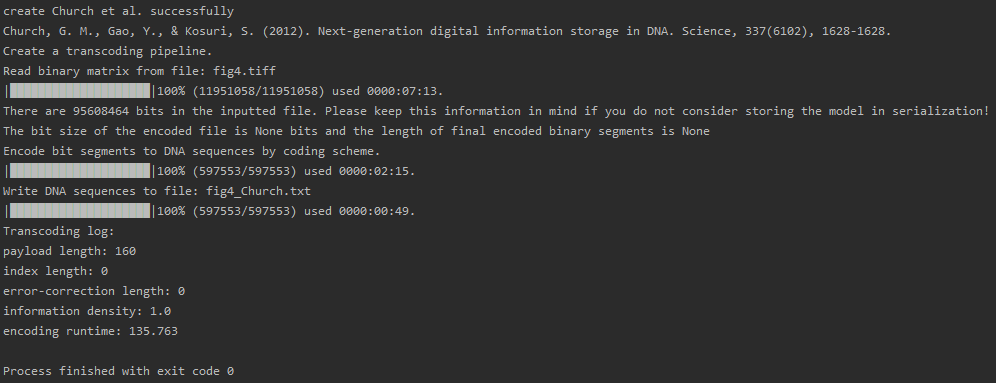 create Church et al. successfully
Church, G. M., Gao, Y., & Kosuri, S. (2012). Next-generation digital information storage in DNA. Science, 337(6102), 1628-1628.
Create a transcoding pipeline.
Read binary matrix from file: fig4.tiff
|████████████████████|100% (11951058/11951058) used 0000:07:13.
There are 95608464 bits in the inputted file. Please keep this information in mind if you do not consider storing the model in serialization!
The bit size of the encoded file is None bits and the length of final encoded binary segments is None
Encode bit segments to DNA sequences by coding scheme.
|████████████████████|100% (597553/597553) used 0000:02:15.
Write DNA sequences to file: fig4_Church.txt
|████████████████████|100% (597553/597553) used 0000:00:49.
Transcoding log:
payload length: 160
index length: 0
error-correction length: 0
information density: 1.0
encoding runtime: 135.763
Process finished with exit code 0